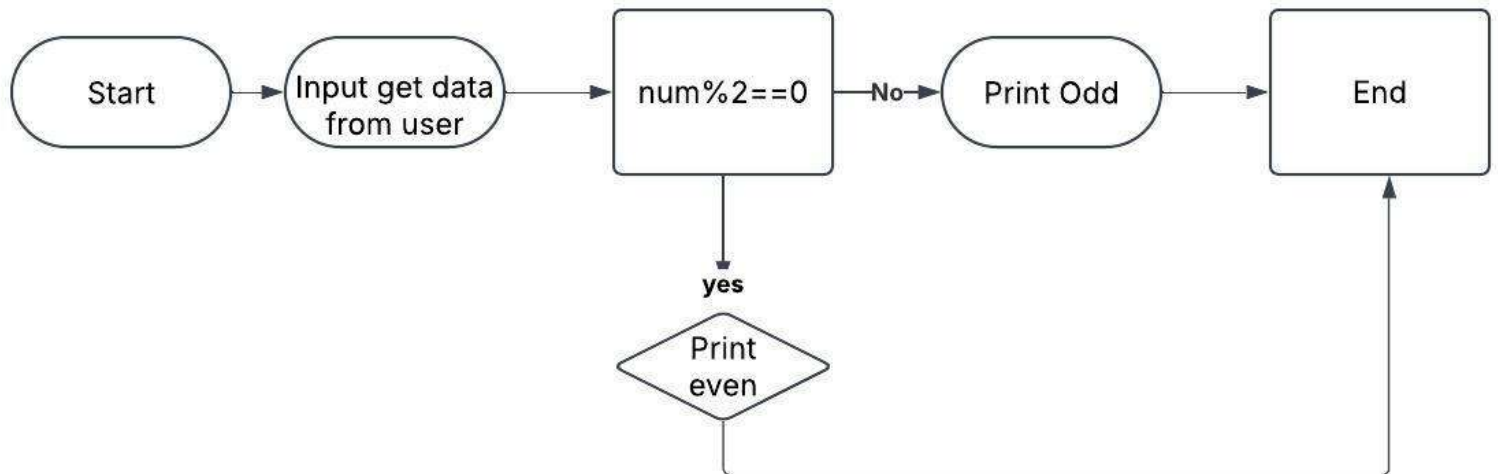 Start
Input get data
from user
num%2==0
No
Print Odd
End
yes
Print
even